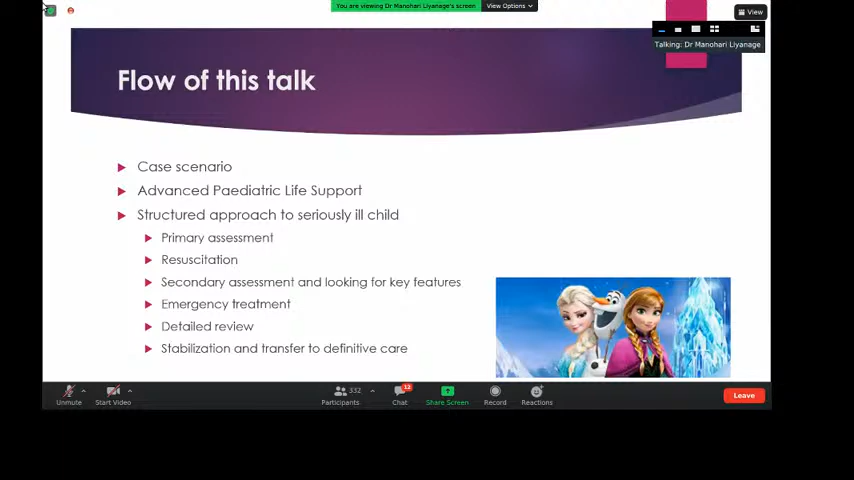 You are viewing Dr Manohari Liyanage's screen
View Options
View
Talking: Dr Manohari Liyanage
Flow of this talk
Case scenario
Advanced Paediatric Life Support
Structured approach to seriously ill child
Primary assessment
Resuscitation
Secondary assessment and looking for key features
Emergency treatment
Detailed review
Stabilization and transfer to definitive care
Unmute
Start Video
332
Participants
12
Chat
Share Screen
Record
Reactions
Leave